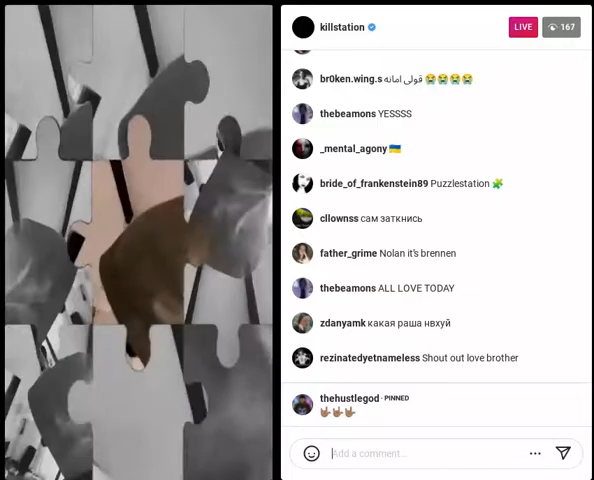 killstation
LIVE
167
br0ken.wing.s قولی امانه 😭😭😭😭
thebeamons YESSSS
_mental_agony 🇺🇦
bride_of_frankenstein89 Puzzlestation 🧩
cllownss сам заткнись
father_grime Nolan it's brennen
thebeamons ALL LOVE TODAY
zdanyamk какая раша нвхуй
rezinatedyetnameless Shout out love brother
thehustlegod · PINNED
🤟🏽🤟🏽🤟🏽
Add a comment...